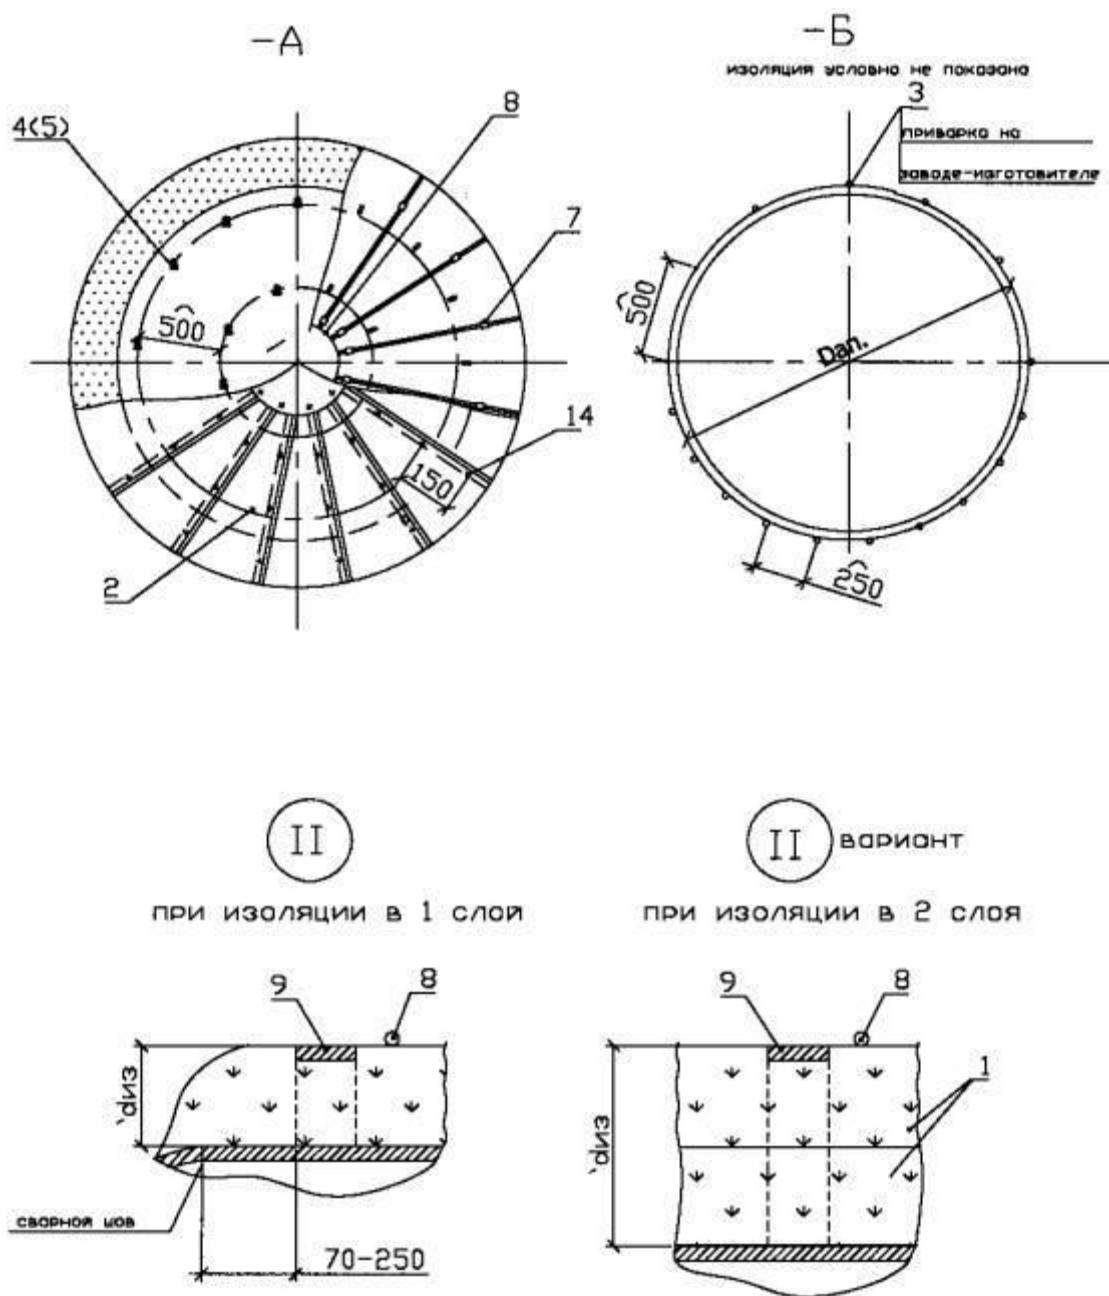 -А
-Б
изоляция условно не показана
3
приварка на
заводе-изготовителе
4(5)
8
7
500
500
Dап.
14
150
2
250
II
II вариант
при изоляции в 1 слой
при изоляции в 2 слоя
9
8
9
8
1
диз
диз
сварной шов
70-250